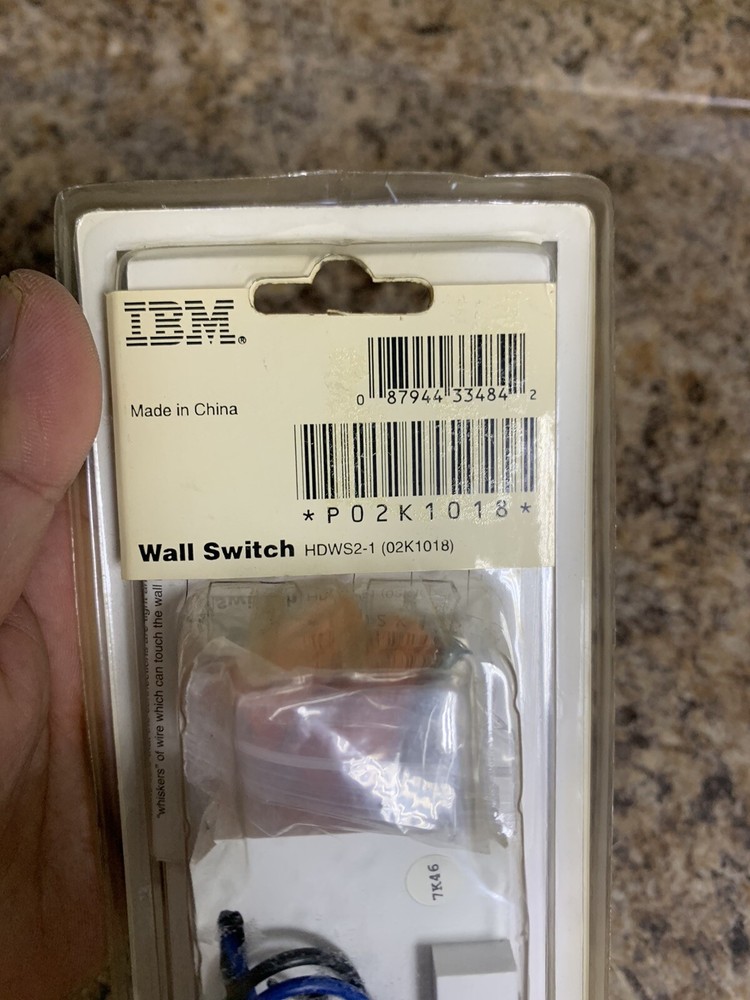 IBM®
0 87944 33484 2
Made in China
*P02K1018*
Wall Switch HDWS2-1 (02K1018)
"whiskers" of wire which can touch the wall
7K46